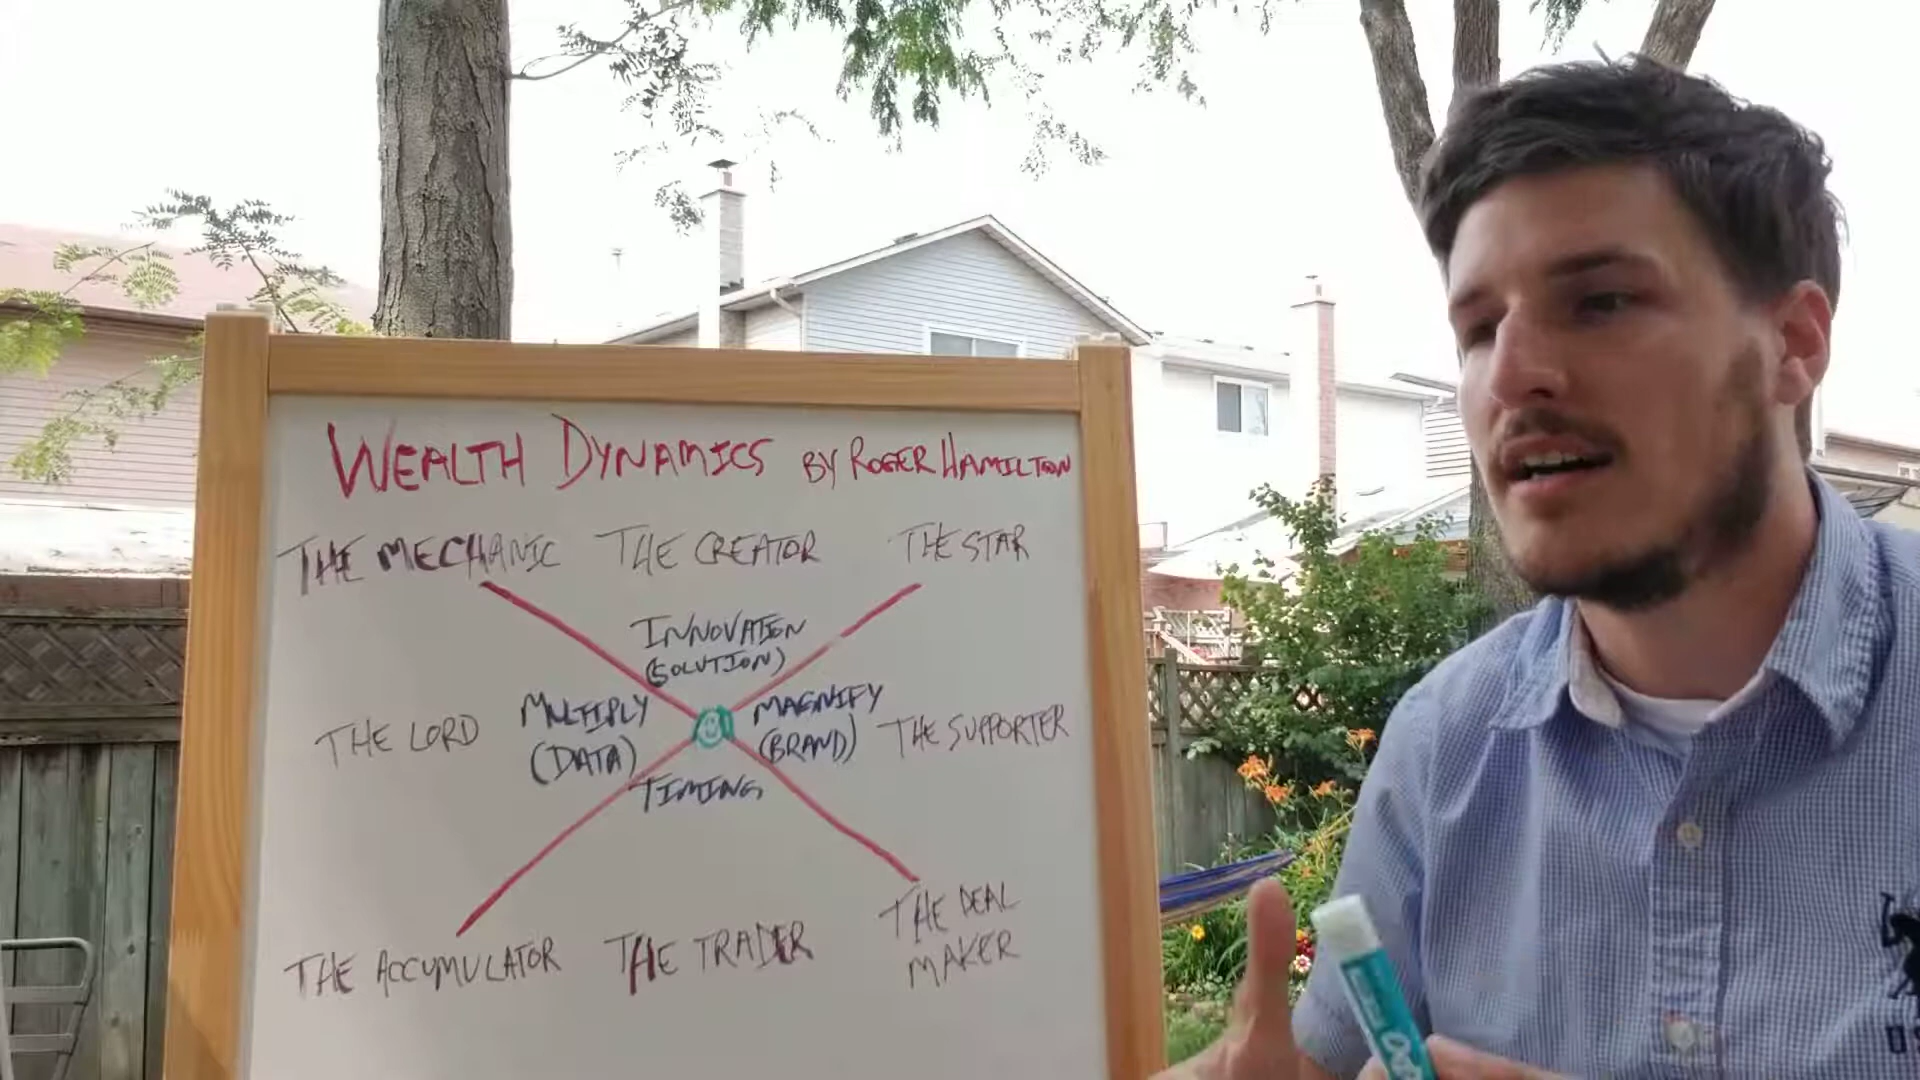 WEALTH DYNAMICS BY ROGER HAMILTON
THE MECHANIC THE CREATOR THE STAR
INNOVATION
(SOLUTION)
THE LORD MULTIPLY (DATA) MAGNIFY (BRAND) THE SUPPORTER
TIMING
THE ACCUMULATOR THE TRADER THE DEAL MAKER